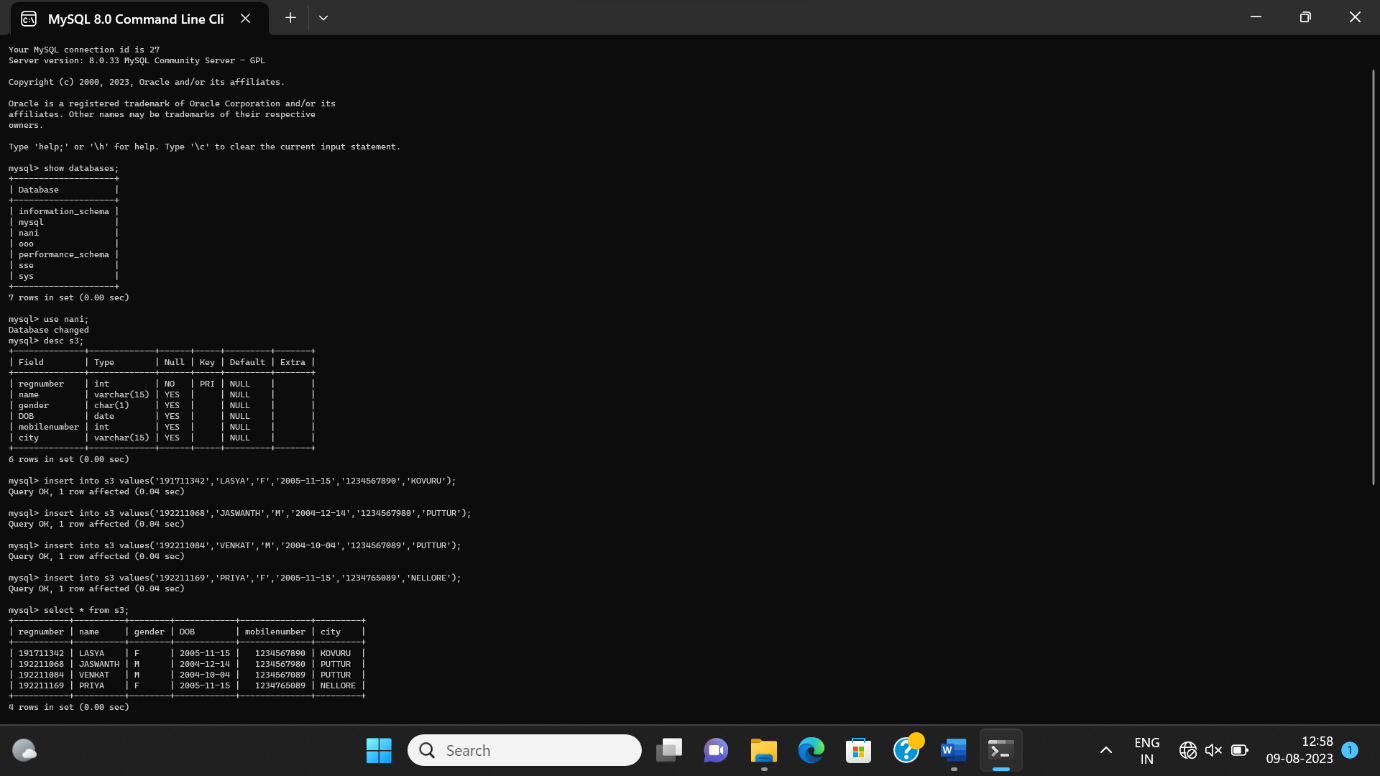 MySQL 8.0 Command Line Cli
Your MySQL connection id is 27
Server version: 8.0.33 MySQL Community Server - GPL
Copyright (c) 2000, 2023, Oracle and/or its affiliates.
Oracle is a registered trademark of Oracle Corporation and/or its
affiliates. Other names may be trademarks of their respective
owners.
Type 'help;' or '\h' for help. Type '\c' to clear the current input statement.
mysql> show databases;
+--------------------+
| Database           |
+--------------------+
| information_schema |
| mysql              |
| nani               |
| ooo                |
| performance_schema |
| sse                |
| sys                |
+--------------------+
7 rows in set (0.00 sec)
mysql> use nani;
Database changed
mysql> desc s3;
+--------------+-------------+------+-----+---------+-------+
| Field        | Type        | Null | Key | Default | Extra |
+--------------+-------------+------+-----+---------+-------+
| regnumber    | int         | NO   | PRI | NULL    |       |
| name         | varchar(15) | YES  |     | NULL    |       |
| gender       | char(1)     | YES  |     | NULL    |       |
| DOB          | date        | YES  |     | NULL    |       |
| mobilenumber | int         | YES  |     | NULL    |       |
| city         | varchar(15) | YES  |     | NULL    |       |
+--------------+-------------+------+-----+---------+-------+
6 rows in set (0.00 sec)
mysql> insert into s3 values('191711342','LASYA','F','2005-11-15','1234567890','KOVURU');
Query OK, 1 row affected (0.04 sec)
mysql> insert into s3 values('192211068','JASWANTH','M','2004-12-14','1234567980','PUTTUR');
Query OK, 1 row affected (0.04 sec)
mysql> insert into s3 values('192211084','VENKAT','M','2004-10-04','1234567089','PUTTUR');
Query OK, 1 row affected (0.04 sec)
mysql> insert into s3 values('192211169','PRIYA','F','2005-11-15','1234765089','NELLORE');
Query OK, 1 row affected (0.04 sec)
mysql> select * from s3;
+-----------+----------+--------+------------+--------------+---------+
| regnumber | name     | gender | DOB        | mobilenumber | city    |
+-----------+----------+--------+------------+--------------+---------+
| 191711342 | LASYA    | F      | 2005-11-15 |   1234567890 | KOVURU  |
| 192211068 | JASWANTH | M      | 2004-12-14 |   1234567980 | PUTTUR  |
| 192211084 | VENKAT   | M      | 2004-10-04 |   1234567089 | PUTTUR  |
| 192211169 | PRIYA    | F      | 2005-11-15 |   1234765089 | NELLORE |
+-----------+----------+--------+------------+--------------+---------+
4 rows in set (0.00 sec)
Search
ENG
IN
12:58
09-08-2023
1